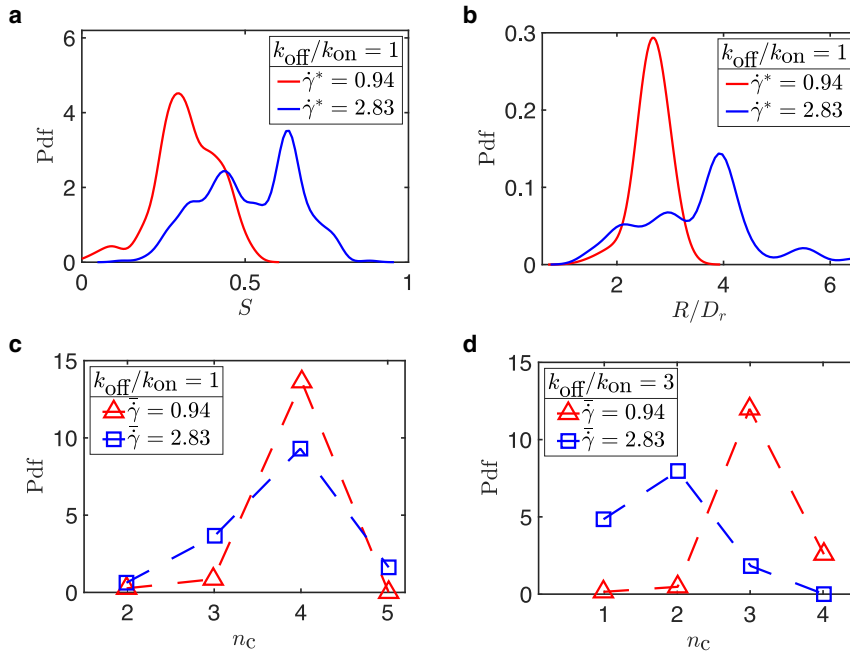 a
6
4
2
0
Pdf
k_off/k_on = 1
γ̇* = 0.94
γ̇* = 2.83
0
0.5
1
S
b
0.3
0.2
0.1
0
Pdf
k_off/k_on = 1
γ̇* = 0.94
γ̇* = 2.83
2
4
6
R/D_r
c
15
10
5
0
Pdf
k_off/k_on = 1
γ̇̄ = 0.94
γ̇̄ = 2.83
2
3
4
5
n_c
d
15
10
5
0
Pdf
k_off/k_on = 3
γ̇̄ = 0.94
γ̇̄ = 2.83
1
2
3
4
n_c